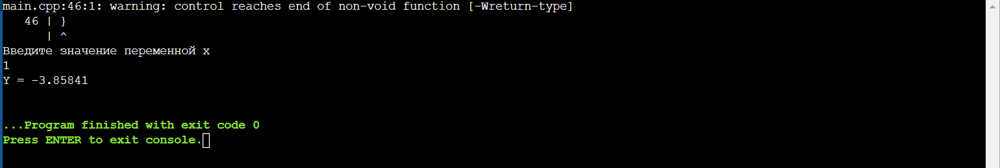 main.cpp:46:1: warning: control reaches end of non-void function [-Wreturn-type]
   46 | }
      | ^
Введите значение переменной x
1
Y = -3.85841
...Program finished with exit code 0
Press ENTER to exit console.